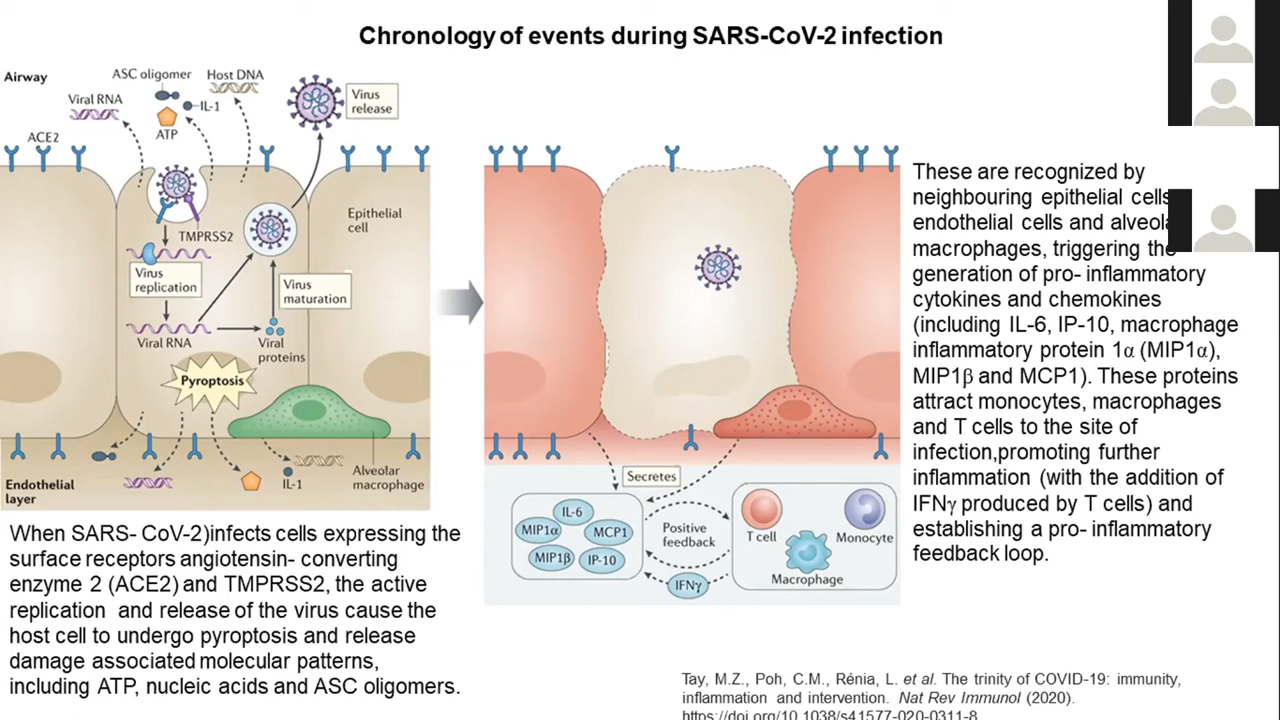 Chronology of events during SARS-CoV-2 infection
Airway
ASC oligomer
Host DNA
Viral RNA
IL-1
ATP
Virus
release
ACE2
TMPRSS2
Epithelial
cell
Virus
replication
Virus
maturation
Viral RNA
Viral
proteins
Pyroptosis
IL-1
Alveolar
macrophage
Endothelial
layer
When SARS- CoV-2)infects cells expressing the
surface receptors angiotensin- converting
enzyme 2 (ACE2) and TMPRSS2, the active
replication and release of the virus cause the
host cell to undergo pyroptosis and release
damage associated molecular patterns,
including ATP, nucleic acids and ASC oligomers.
Secretes
IL-6
MIP1α
MCP1
MIP1β
IP-10
Positive
feedback
IFNγ
T cell
Monocyte
Macrophage
These are recognized by
neighbouring epithelial cells
endothelial cells and
macrophages, triggering the
generation of pro- inflammatory
cytokines and chemokines
(including IL-6, IP-10, macrophage
inflammatory protein 1α (MIP1α),
MIP1β and MCP1). These proteins
attract monocytes, macrophages
and T cells to the site of
infection,promoting further
inflammation (with the addition of
IFNγ produced by T cells) and
establishing a pro- inflammatory
feedback loop.
Tay, M.Z., Poh, C.M., Rénia, L. et al. The trinity of COVID-19: immunity,
inflammation and intervention. Nat Rev Immunol (2020).
https://doi.org/10.1038/s41577-020-0311-8